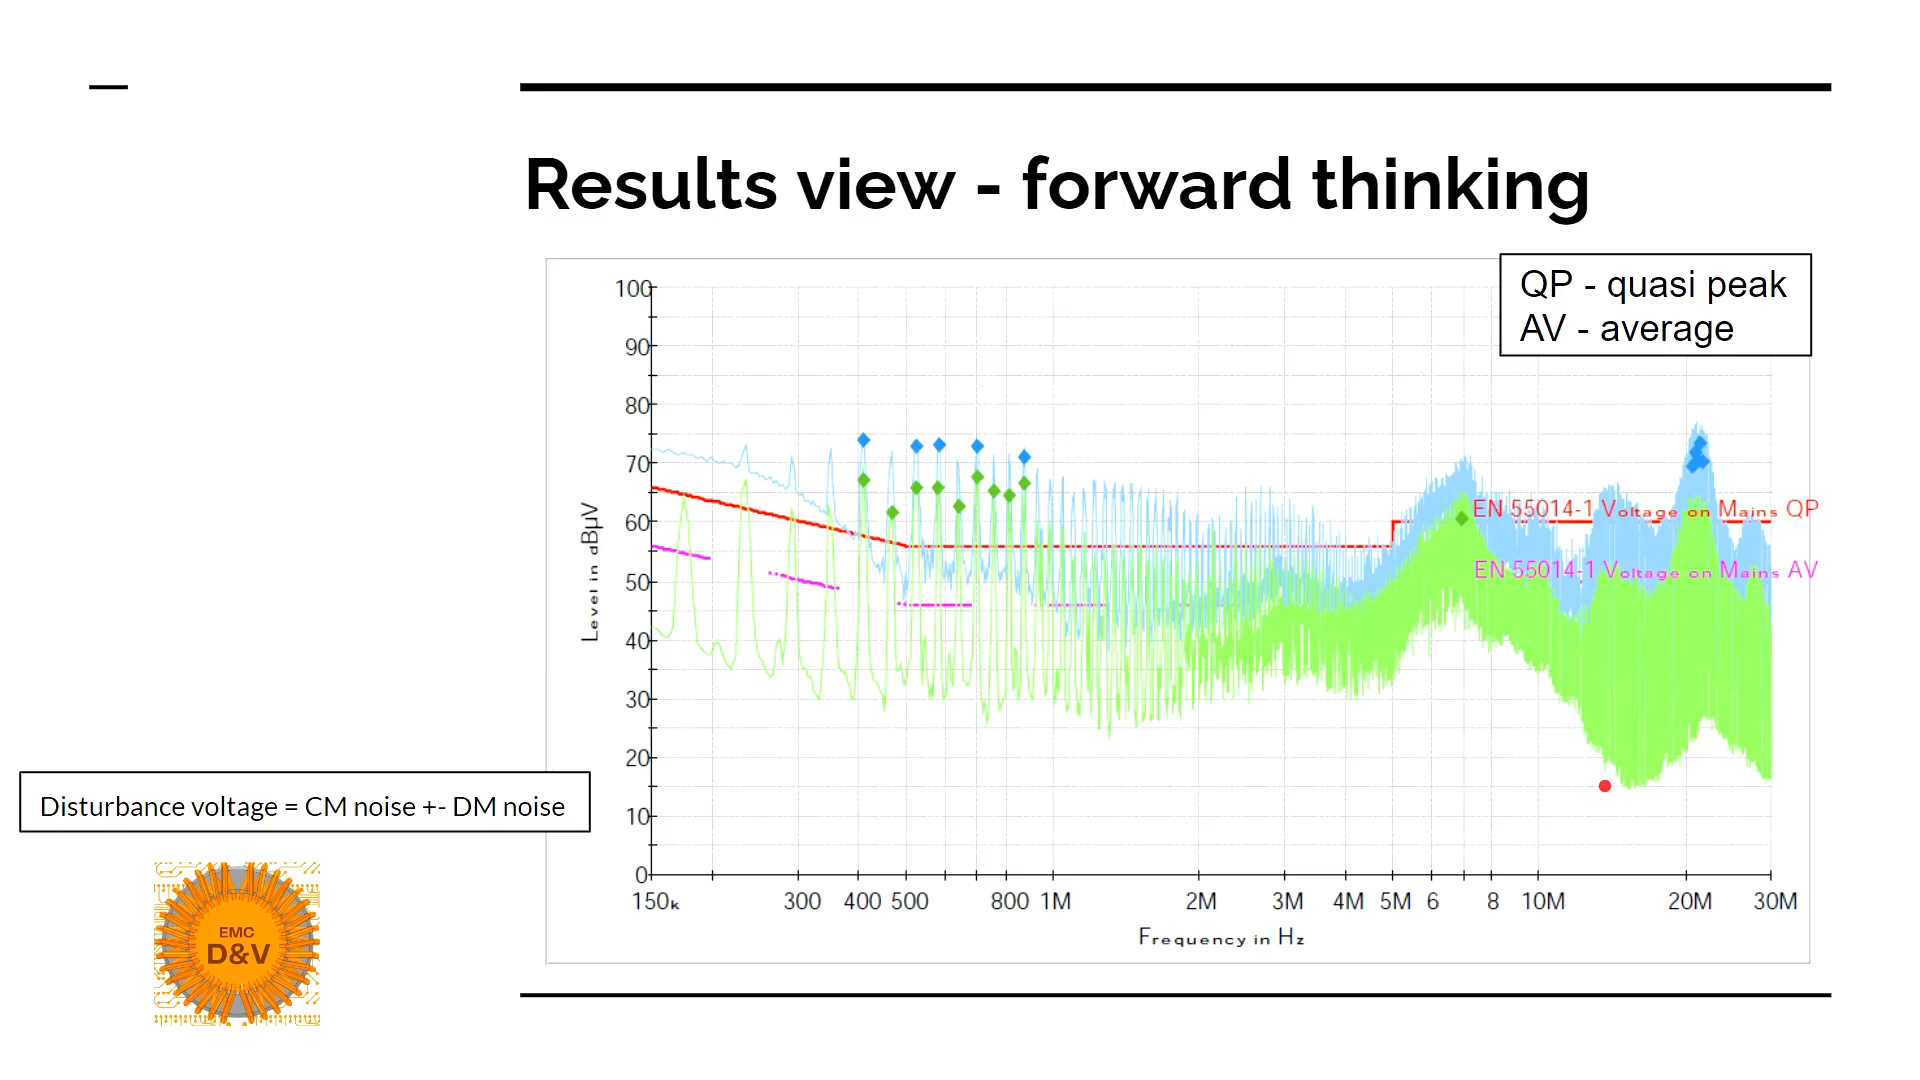 Results view - forward thinking
QP - quasi peak
AV - average
100
90
80
70
60
50
40
30
20
10
0
Level in dBµV
EN 55014-1 Voltage on Mains QP
EN 55014-1 Voltage on Mains AV
150k 300 400 500 800 1M 2M 3M 4M 5M 6 8 10M 20M 30M
Frequency in Hz
Disturbance voltage = CM noise +- DM noise
EMC
D&V